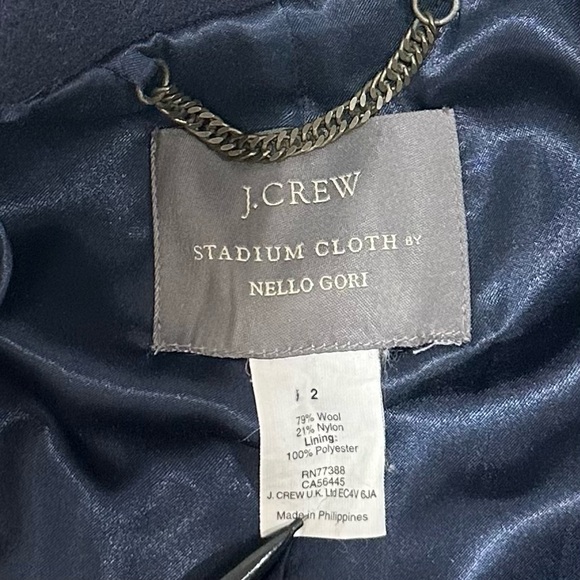 J.CREW
STADIUM CLOTH BY
NELLO GORI
2
79% Wool
21% Nylon
Lining:
100% Polyester
RN77388
CA56445
J. CREW U.K. Ltd EC4V 6JA
Made in Philippines